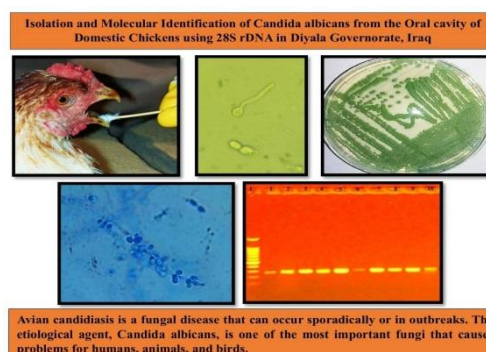 Isolation and Molecular Identification of Candida albicans from the Oral cavity of
Domestic Chickens using 28S rDNA in Diyala Governorate, Iraq
Avian candidiasis is a fungal disease that can occur sporadically or in outbreaks. Th
etiological agent, Candida albicans, is one of the most important fungi that cause
problems for humans, animals, and birds.